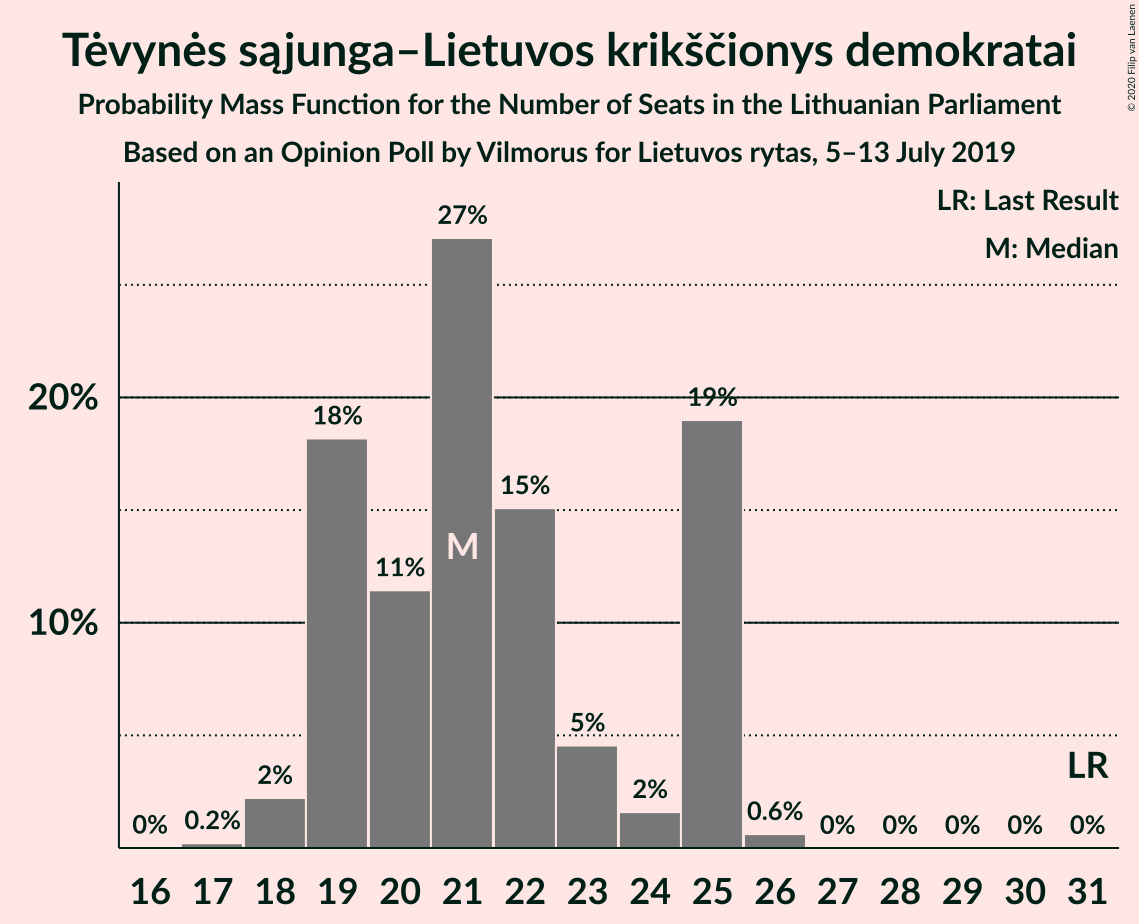 Tėvynės sąjunga–Lietuvos krikščionys demokratai
Probability Mass Function for the Number of Seats in the Lithuanian Parliament
Based on an Opinion Poll by Vilmorus for Lietuvos rytas, 5–13 July 2019
© 2020 Filip van Laenen
LR: Last Result
M: Median
20%
10%
0% 0.2% 2% 18% 11% 27% 15% 5% 2% 19% 0.6% 0% 0% 0% 0% 0%
M
LR
16 17 18 19 20 21 22 23 24 25 26 27 28 29 30 31